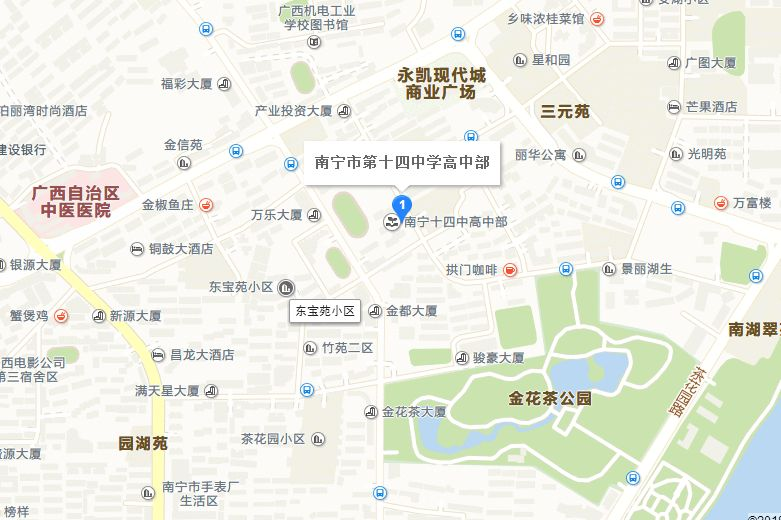 安湖小区
广西机电工业
学校图书馆
乡味浓桂菜馆
星和园
广图大厦
永凯现代城
商业广场
福彩大厦
泊丽湾时尚酒店
产业投资大厦
三元苑
芒果酒店
金信苑
建设银行
丽华公寓
光明苑
南宁市第十四中学高中部
广西自治区
中医医院
金椒鱼庄
万乐大厦
1
南宁十四中高中部
万富楼
铜鼓大酒店
银源大厦
拱门咖啡
景丽湖生
东宝苑小区
东宝苑小区
金都大厦
蟹煲鸡
新源大厦
南湖翠
竹苑二区
昌龙大酒店
西电影公司
第三宿舍区
骏豪大厦
满天星大厦
金花茶公园
茶花园路
金花茶大厦
园湖苑
茶花园小区
源大厦
南宁市手表厂
生活区
榜样